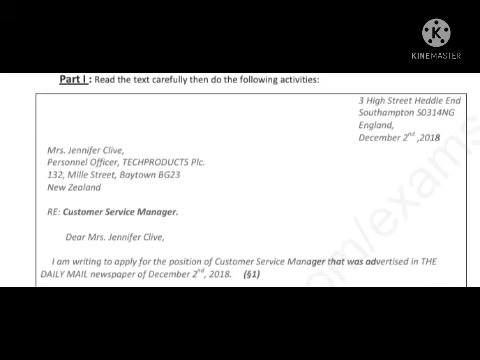 KINEMASTER
Part I : Read the text carefully then do the following activities:
3 High Street Heddle End
Southampton S0314NG
England,
December 2nd ,2018
Mrs. Jennifer Clive,
Personnel Officer, TECHPRODUCTS Plc.
132, Mille Street, Baytown BG23
New Zealand
RE: Customer Service Manager.
Dear Mrs. Jennifer Clive,
I am writing to apply for the position of Customer Service Manager that was advertised in THE
DAILY MAIL newspaper of December 2nd, 2018. (§1)
om/exams